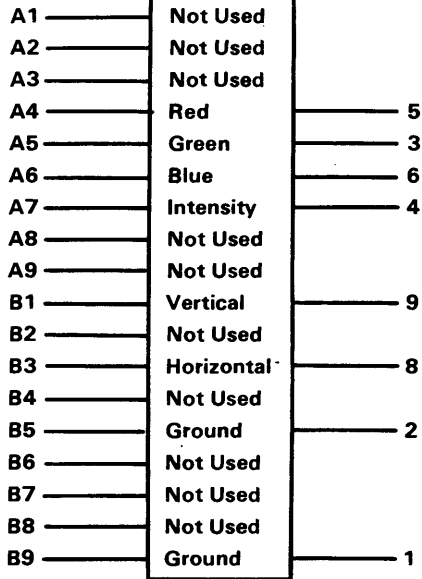 A1 Not Used
A2 Not Used
A3 Not Used
A4 Red 5
A5 Green 3
A6 Blue 6
A7 Intensity 4
A8 Not Used
A9 Not Used
B1 Vertical 9
B2 Not Used
B3 Horizontal 8
B4 Not Used
B5 Ground 2
B6 Not Used
B7 Not Used
B8 Not Used
B9 Ground 1